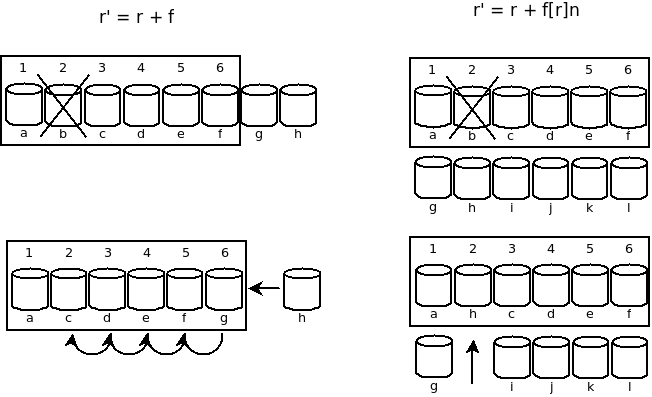 r' = r + f
1 2 3 4 5 6
a b c d e f g h
1 2 3 4 5 6
a c d e f g h
r' = r + f[r]n
1 2 3 4 5 6
a b c d e f
g h i j k l
1 2 3 4 5 6
a h c d e f
g i j k l